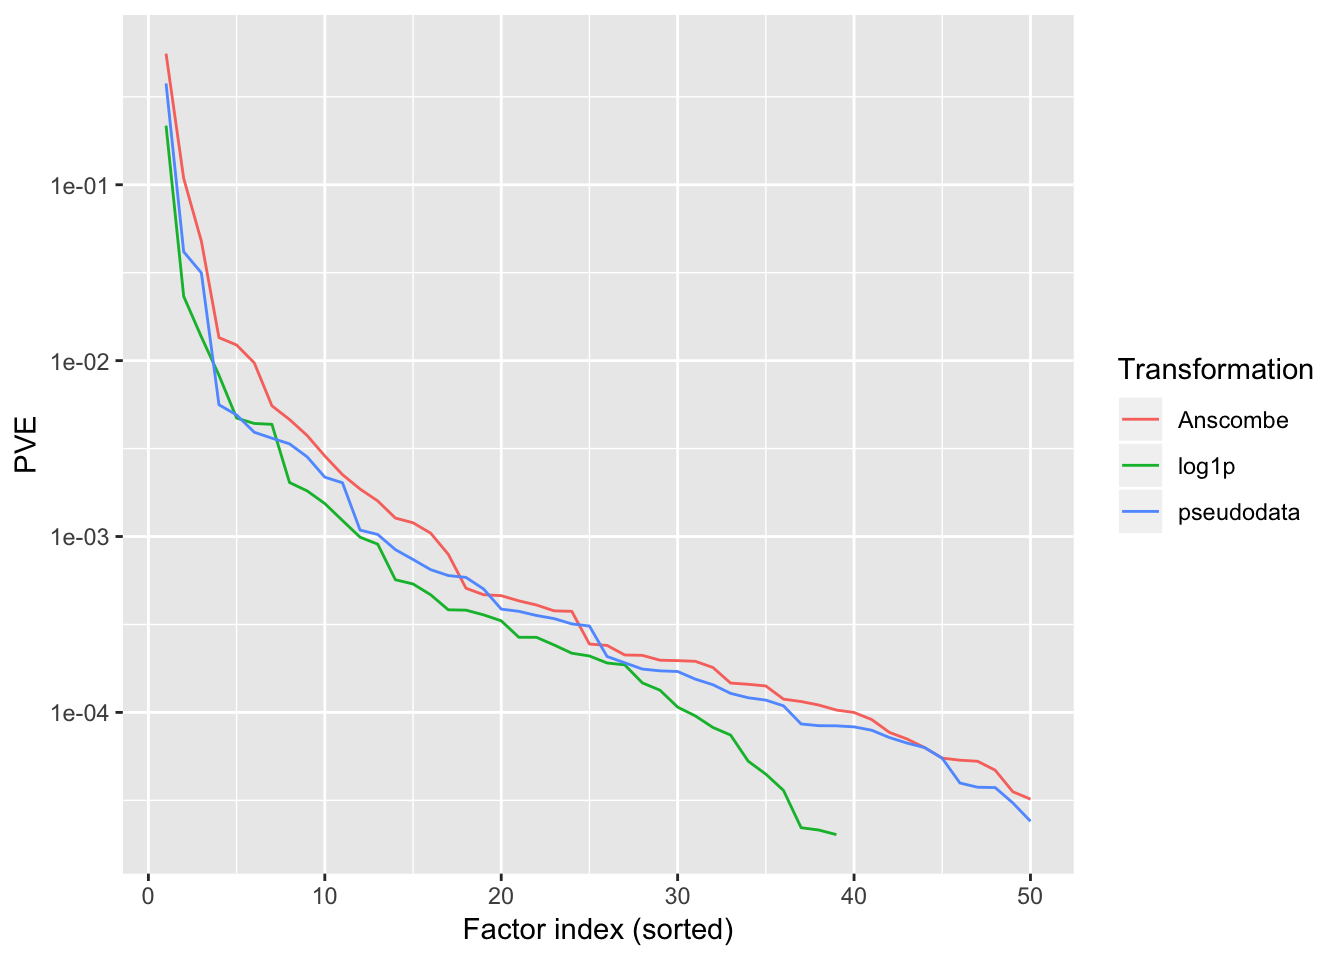 PVE
1e-01
1e-02
1e-03
1e-04
0 10 20 30 40 50
Factor index (sorted)
Transformation
Anscombe
log1p
pseudodata